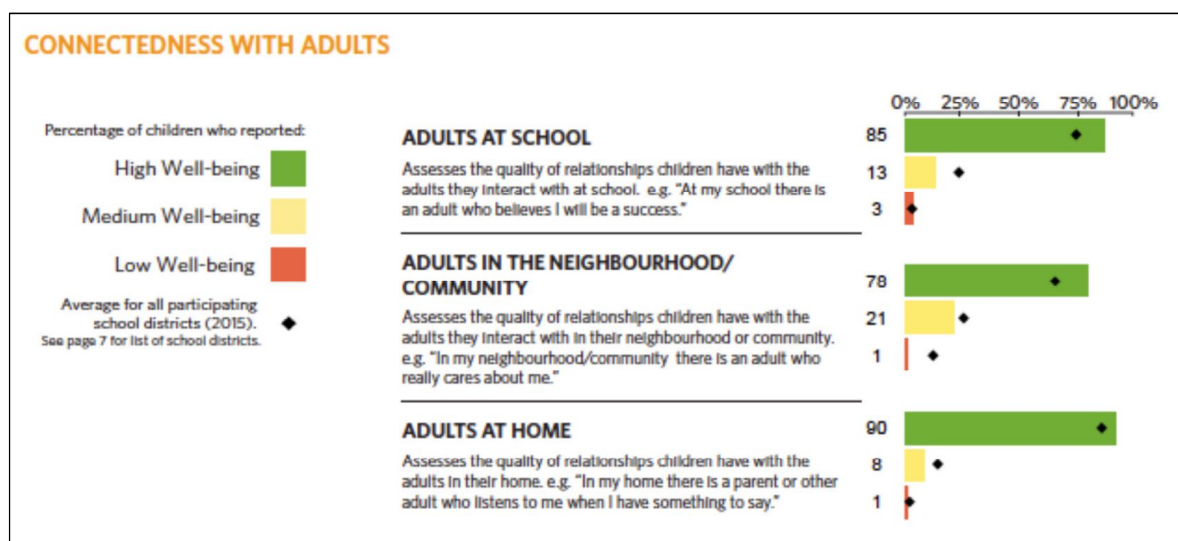 CONNECTEDNESS WITH ADULTS
Percentage of children who reported:
High Well-being
Medium Well-being
Low Well-being
Average for all participating
school districts (2015).
See page 7 for list of school districts.
0% 25% 50% 75% 100%
ADULTS AT SCHOOL
Assesses the quality of relationships children have with the
adults they interact with at school. e.g. “At my school there is
an adult who believes I will be a success.”
85
13
3
ADULTS IN THE NEIGHBOURHOOD/
COMMUNITY
Assesses the quality of relationships children have with the
adults they interact with in their neighbourhood or community.
e.g. “In my neighbourhood/community there is an adult who
really cares about me.”
78
21
1
ADULTS AT HOME
Assesses the quality of relationships children have with the
adults in their home. e.g. “In my home there is a parent or other
adult who listens to me when I have something to say.”
90
8
1